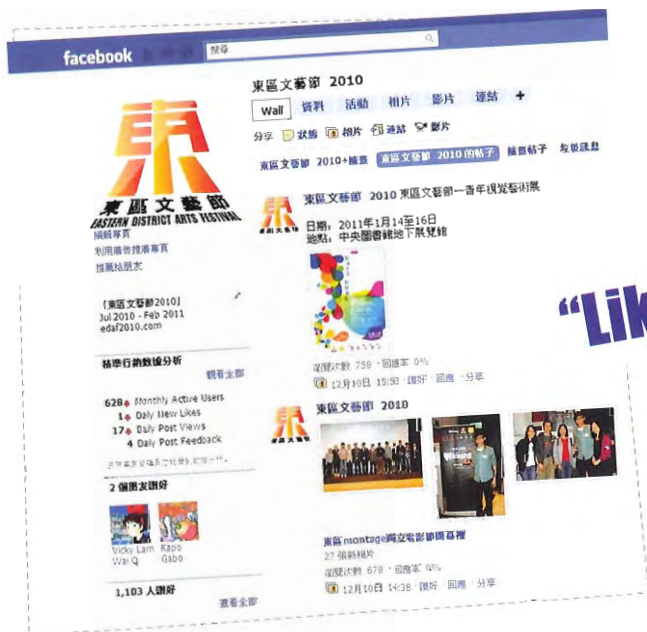 facebook
搜尋
東區文藝節 2010
Wall 資料 活動 相片 影片 連結 +
分享: 狀態 相片 連結 影片
東區文藝節 2010+ 東區文藝節 2010 的帖子 帖子 垃圾訊息
東區文藝節
EASTERN DISTRICT ARTS FESTIVAL
編輯專頁
利用廣告推廣專頁
推薦給朋友
「東區文藝節2010」
Jul 2010 - Feb 2011
edaf2010.com
精準行銷數據分析
觀看全部
628 Monthly Active Users
1 Daily New Likes
17 Daily Post Views
4 Daily Post Feedback
2 個朋友讚好
Vicky Lam
Wai Q
Kapo
Gabo
1,103 人讚好
查看全部
東區文藝節 2010 東區文藝節—青年視覺藝術展
日期：2011年1月14至16日
地點：中央圖書館地下展覽館
瀏覽次數 758 · 回應率 0%
12月10日 15:53 · 讚好 · 回應 · 分享
東區文藝節 2010
東區montage獨立電影節開幕禮
27 張新相片
瀏覽次數 678 · 回應率 0%
12月10日 14:38 · 讚好 · 回應 · 分享
“Lik